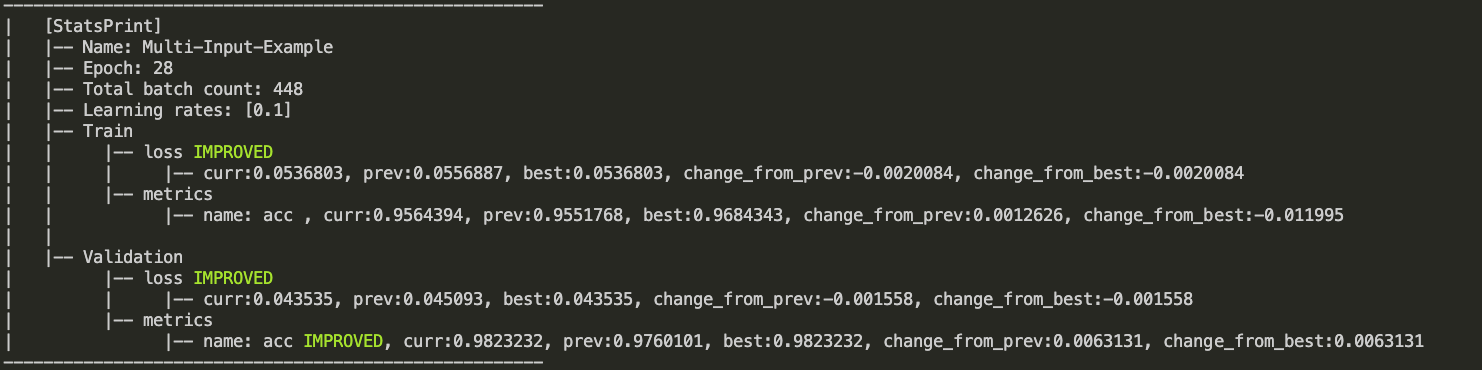 ------------------------------------------------------
|   [StatsPrint]
|   |-- Name: Multi-Input-Example
|   |-- Epoch: 28
|   |-- Total batch count: 448
|   |-- Learning rates: [0.1]
|   |-- Train
|   |     |-- loss IMPROVED
|   |     |     |-- curr:0.0536803, prev:0.0556887, best:0.0536803, change_from_prev:-0.0020084, change_from_best:-0.0020084
|   |     |-- metrics
|   |           |-- name: acc , curr:0.9564394, prev:0.9551768, best:0.9684343, change_from_prev:0.0012626, change_from_best:-0.011995
|   |
|   |-- Validation
|         |-- loss IMPROVED
|         |     |-- curr:0.043535, prev:0.045093, best:0.043535, change_from_prev:-0.001558, change_from_best:-0.001558
|         |-- metrics
|               |-- name: acc IMPROVED, curr:0.9823232, prev:0.9760101, best:0.9823232, change_from_prev:0.0063131, change_from_best:0.0063131
------------------------------------------------------